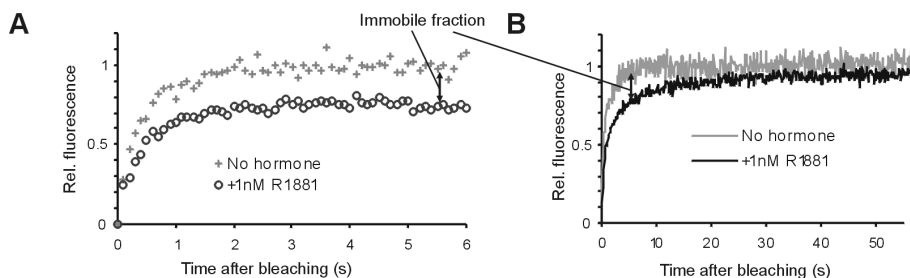 A
Immobile fraction
B
Rel. fluorescence
1
0.5
0
No hormone
+1nM R1881
0 1 2 3 4 5 6
Time after bleaching (s)
Rel. fluorescence
1
0.5
0
No hormone
+1nM R1881
0 10 20 30 40 50
Time after bleaching (s)